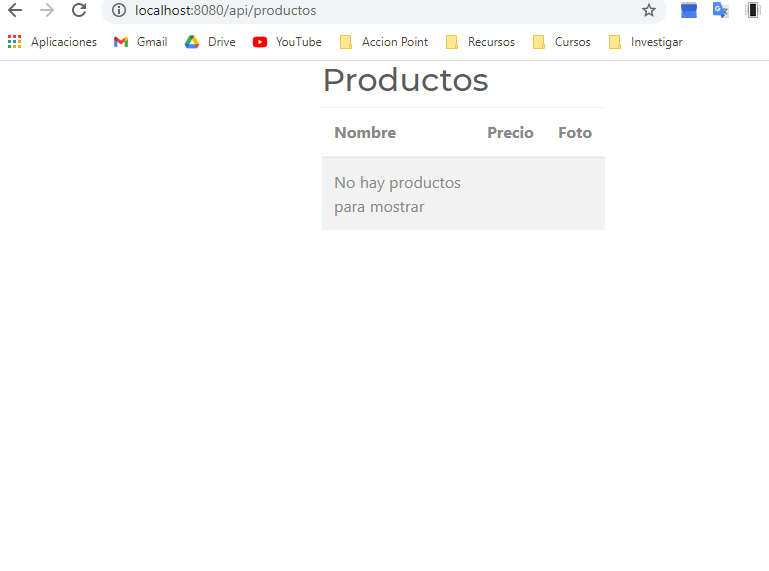 localhost:8080/api/productos
Aplicaciones Gmail Drive YouTube Accion Point Recursos Cursos Investigar
Productos
Nombre Precio Foto
No hay productos
para mostrar